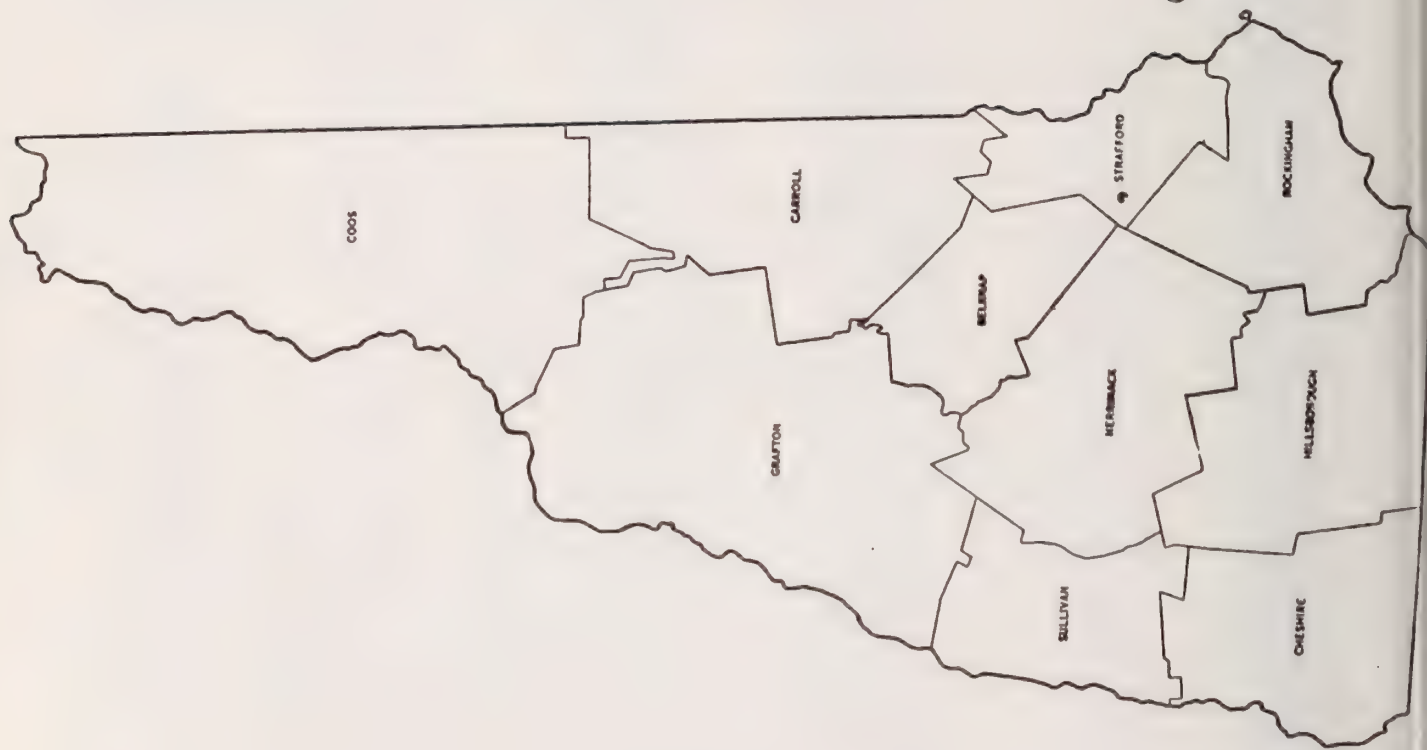 COOS
CARROLL
STRAFFORD
GRAFTON
BELKNAP
ROCKINGHAM
MERRIMACK
HILLSBOROUGH
SULLIVAN
CHESHIRE